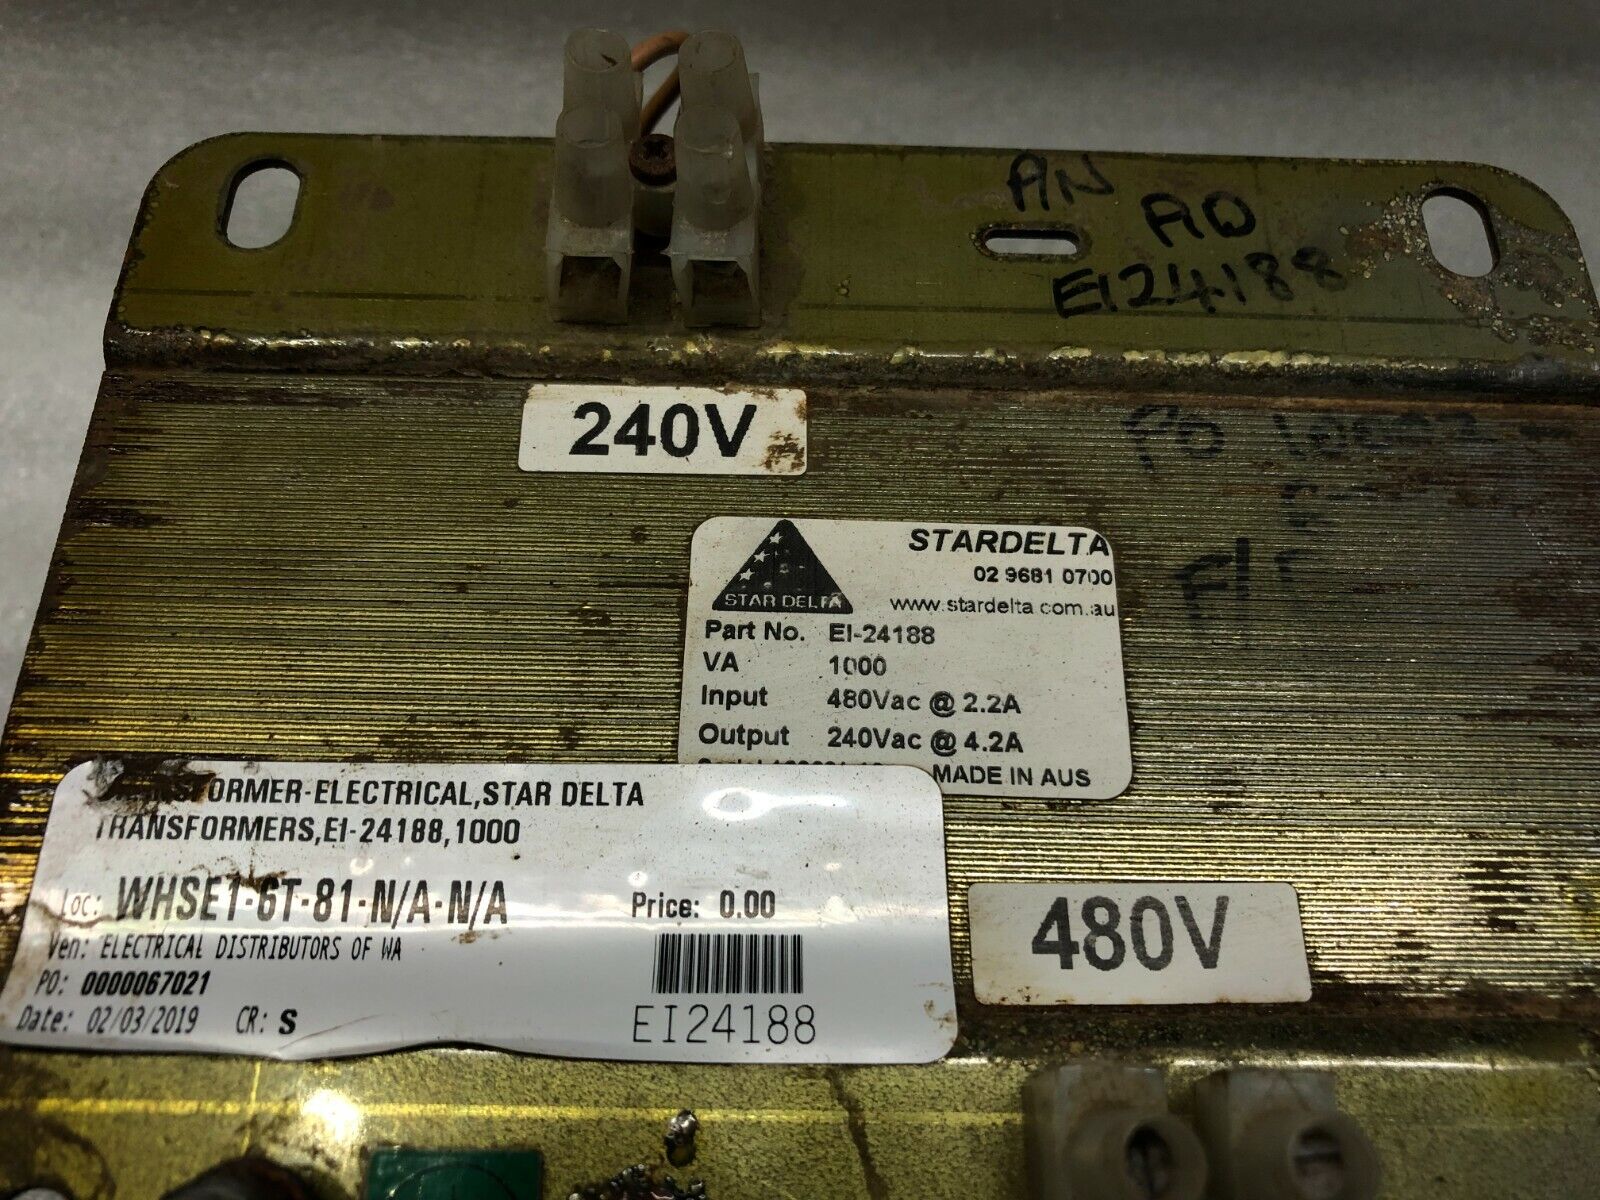 AN
AD
EI24188
240V
STARDELTA
02 9681 0700
STAR DELTA
www.stardelta.com.au
Part No. EI-24188
VA 1000
Input 480Vac @ 2.2A
Output 240Vac @ 4.2A
MADE IN AUS
TRANSFORMER-ELECTRICAL,STAR DELTA
TRANSFORMERS,EI-24188,1000
Loc: WHSE1-6T-81-N/A-N/A
Price: 0.00
Ven: ELECTRICAL DISTRIBUTORS OF WA
PO: 0000067021
Date: 02/03/2019 CR: S
EI24188
480V